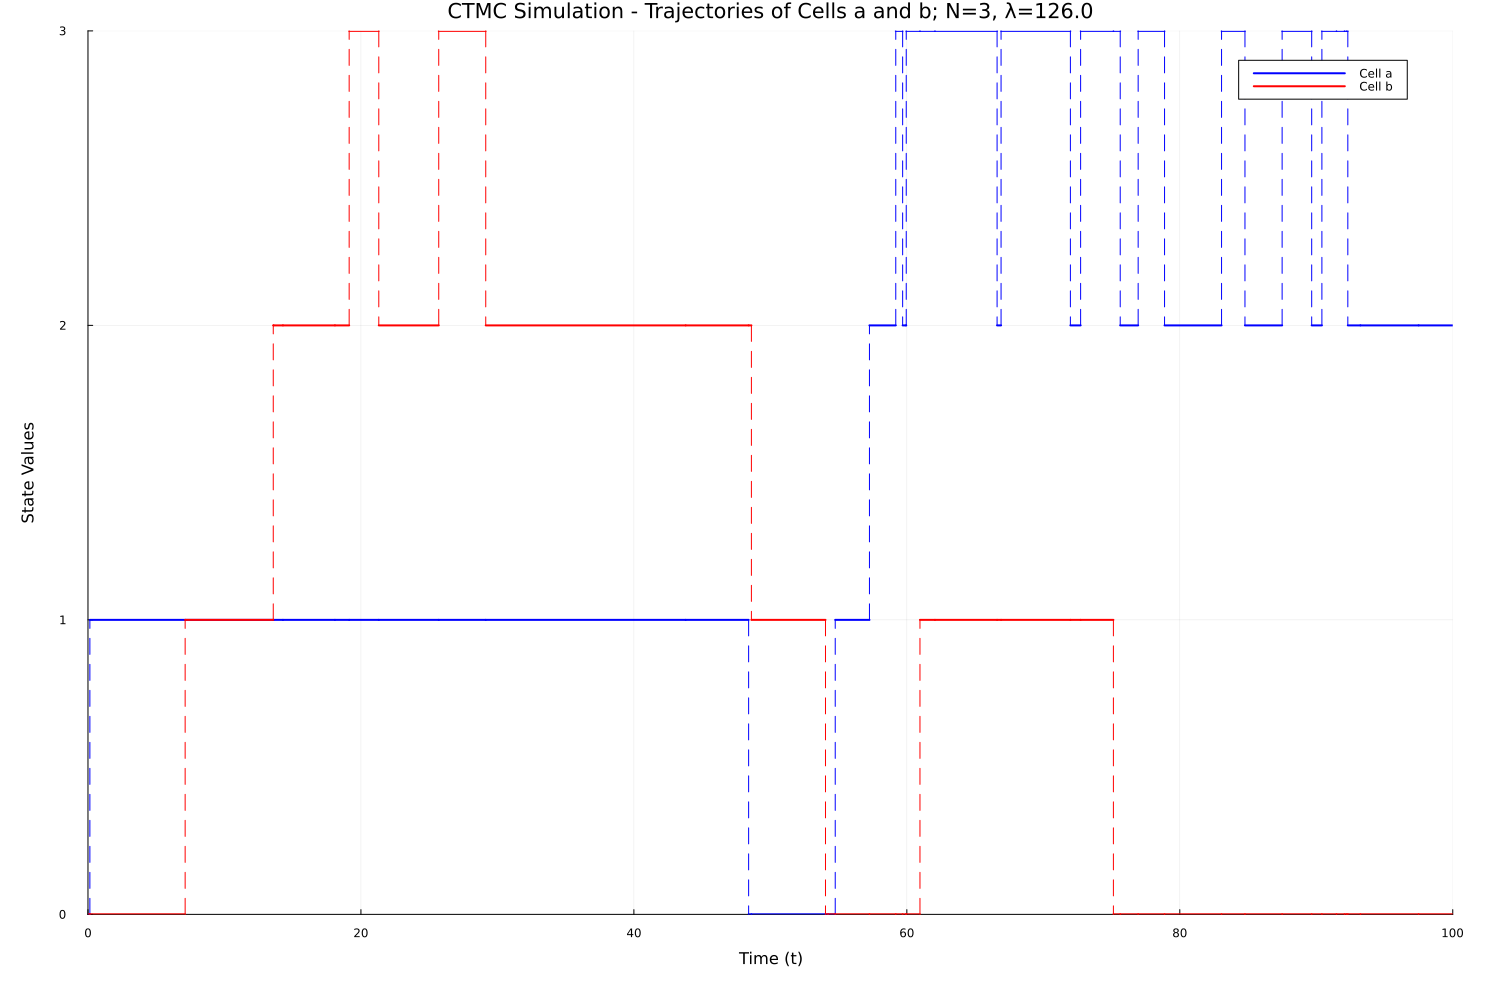 CTMC Simulation - Trajectories of Cells a and b; N=3, λ=126.0
3
Cell a
Cell b
2
State Values
1
0
0 20 40 60 80 100
Time (t)